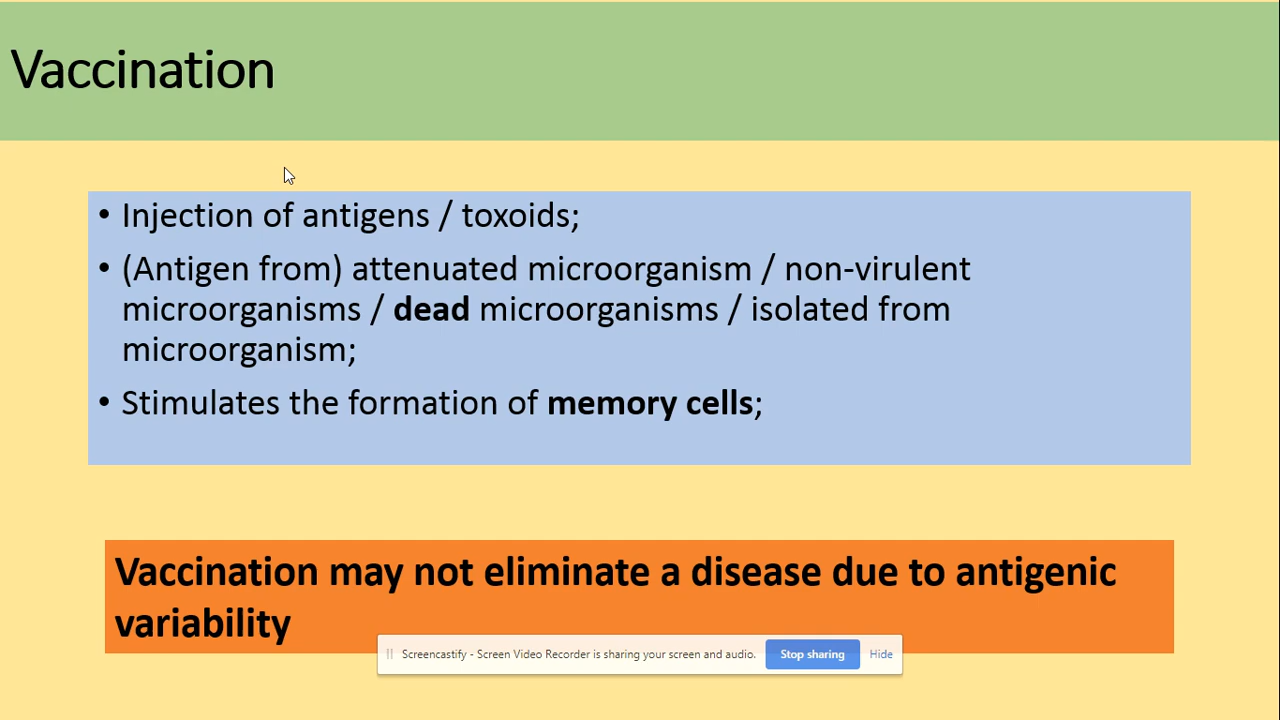 Vaccination
• Injection of antigens / toxoids;
• (Antigen from) attenuated microorganism / non-virulent
microorganisms / dead microorganisms / isolated from
microorganism;
• Stimulates the formation of memory cells;
Vaccination may not eliminate a disease due to antigenic
variability
Screencastify - Screen Video Recorder is sharing your screen and audio. Stop sharing Hide